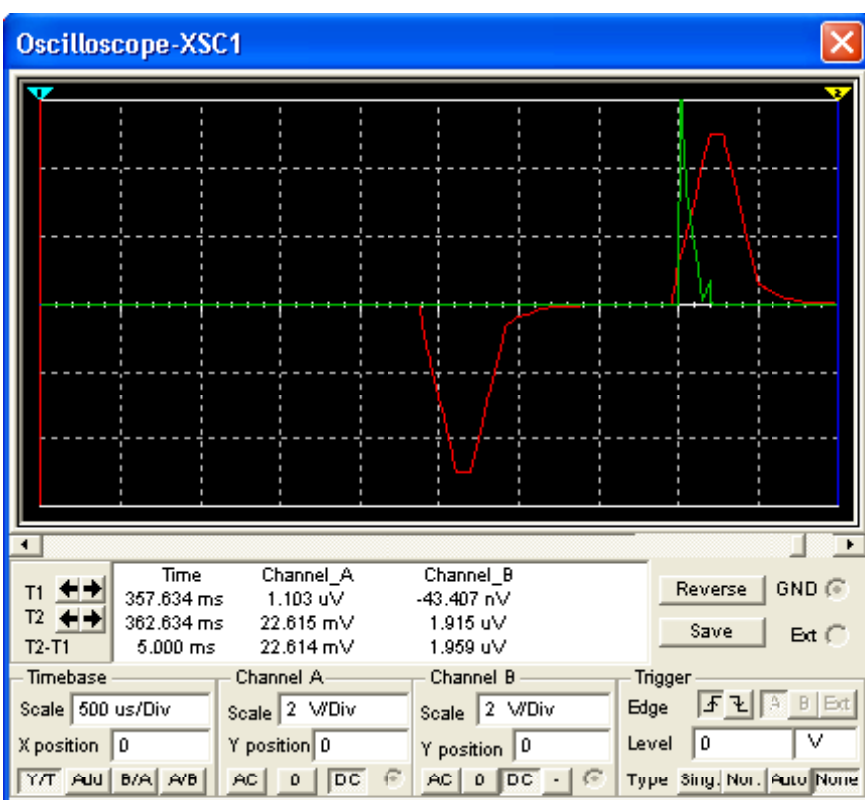 Oscilloscope-XSC1
1 2
Time Channel_A Channel_B
T1 357.634 ms 1.103 uV -43.407 nV
T2 362.634 ms 22.615 mV 1.915 uV
T2-T1 5.000 ms 22.614 mV 1.959 uV
Reverse GND
Save Ext
Timebase Channel A Channel B Trigger
Scale 500 us/Div Scale 2 V/Div Scale 2 V/Div Edge A B Ext
X position 0 Y position 0 Y position 0 Level 0 V
Y/T Add B/A A/B AC 0 DC AC 0 DC - Type Sing. Nor. Auto None